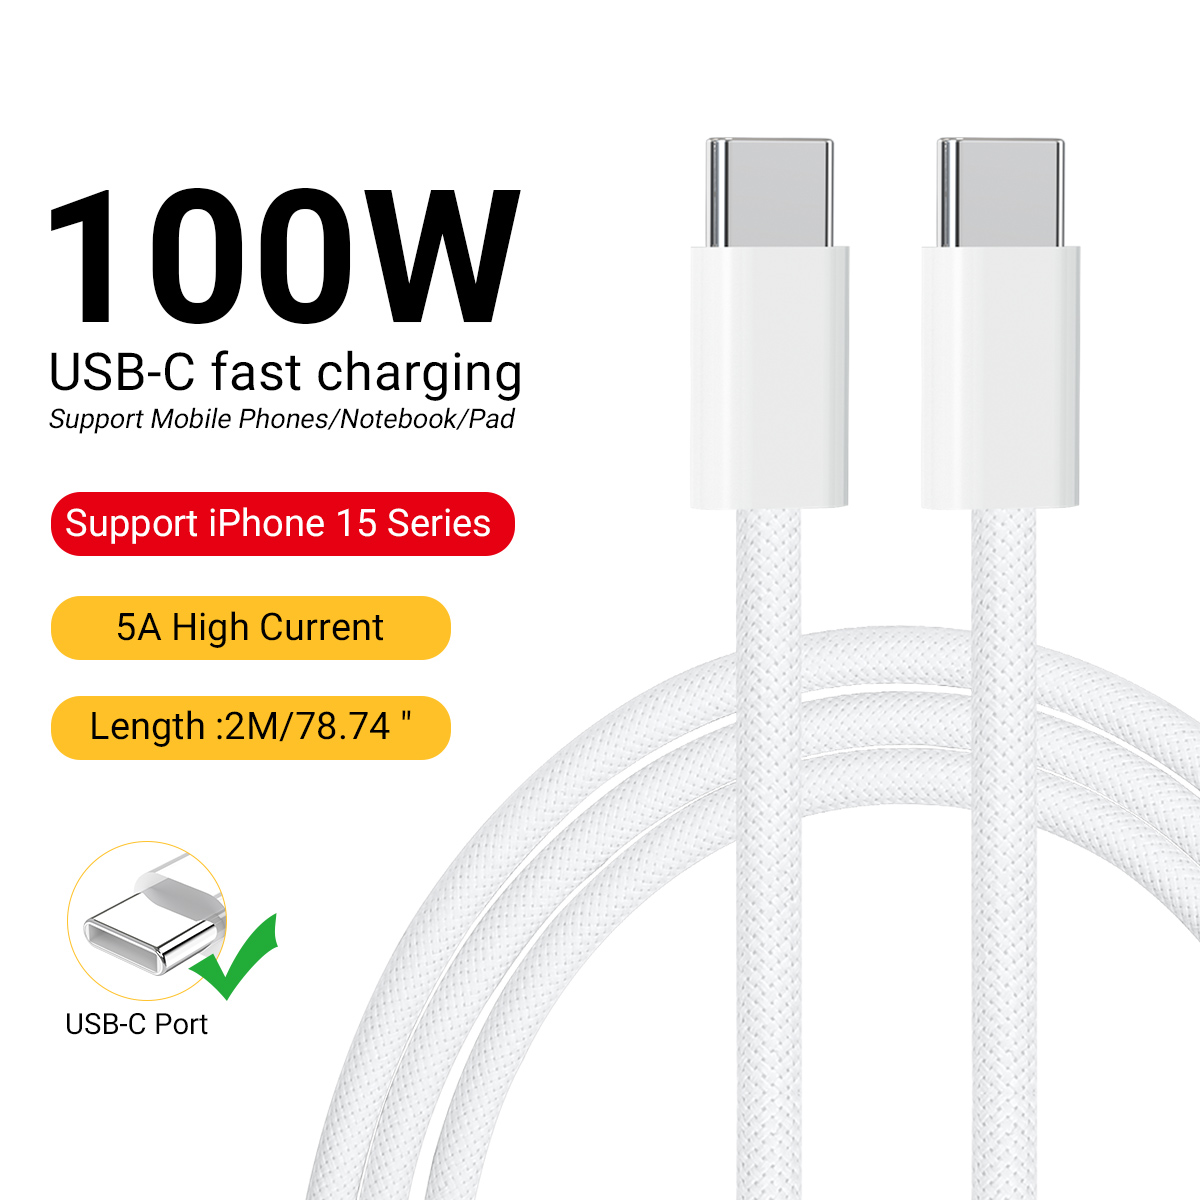 100W
USB-C fast charging
Support Mobile Phones/Notebook/Pad
Support iPhone 15 Series
5A High Current
Length :2M/78.74 "
USB-C Port